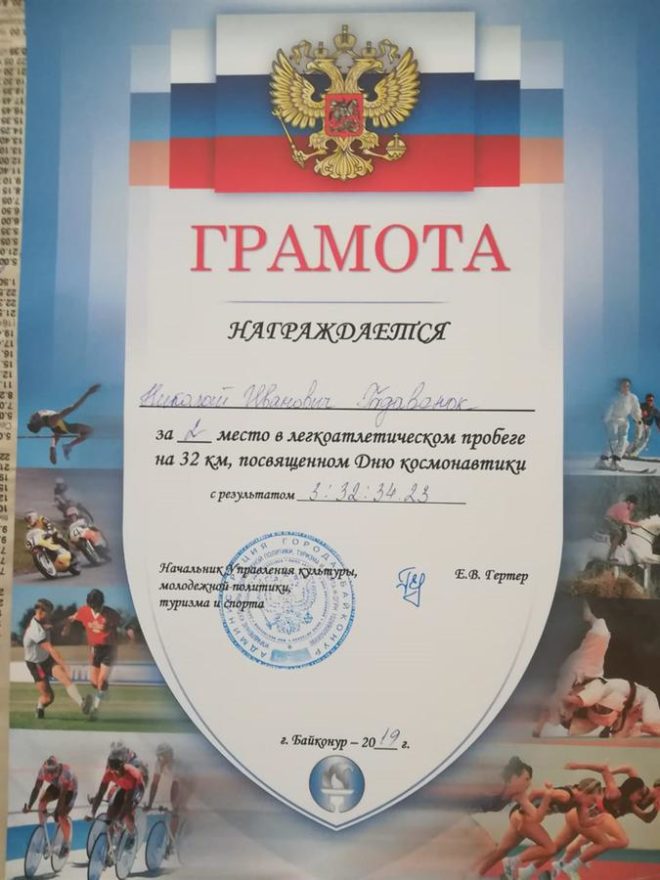 ГРАМОТА
НАГРАЖДАЕТСЯ
Николай Иванович
за 2 место в легкоатлетическом пробеге
на 32 км, посвященном Дню космонавтики
с результатом 3:32:34.23
Начальник Управления культуры,
молодежной политики,
туризма и спорта
Е.В. Гертер
г. Байконур – 2019 г.